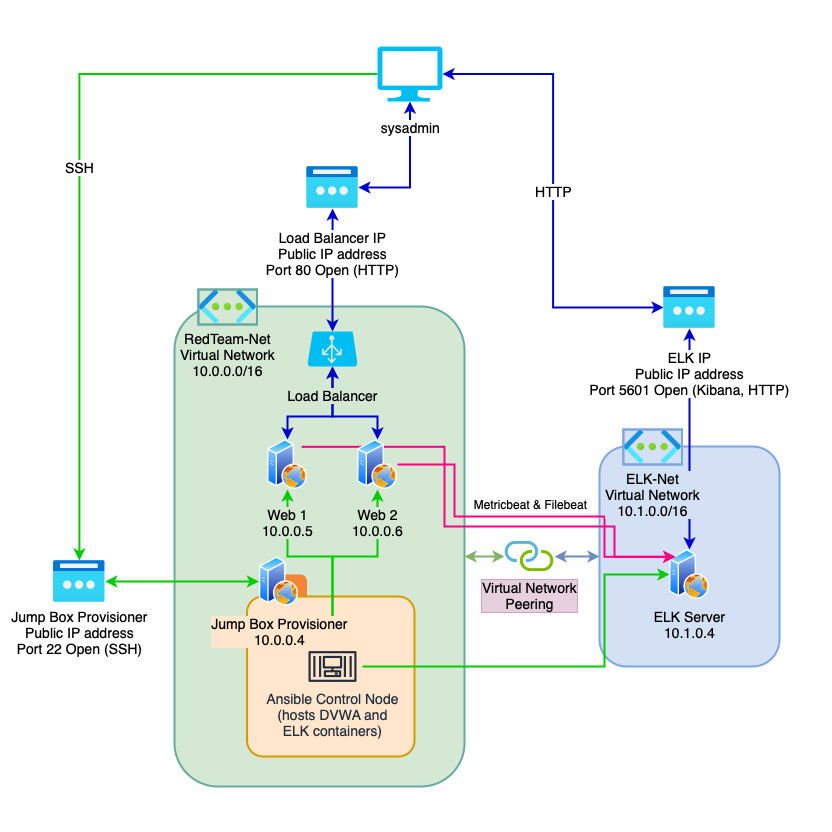 sysadmin
SSH
HTTP
Load Balancer IP
Public IP address
Port 80 Open (HTTP)
RedTeam-Net
Virtual Network
10.0.0.0/16
ELK IP
Public IP address
Port 5601 Open (Kibana, HTTP)
Load Balancer
ELK-Net
Virtual Network
10.1.0.0/16
Metricbeat & Filebeat
Web 1
10.0.0.5
Web 2
10.0.0.6
Virtual Network
Peering
Jump Box Provisioner
Public IP address
Port 22 Open (SSH)
Jump Box Provisioner
10.0.0.4
ELK Server
10.1.0.4
Ansible Control Node
(hosts DVWA and
ELK containers)